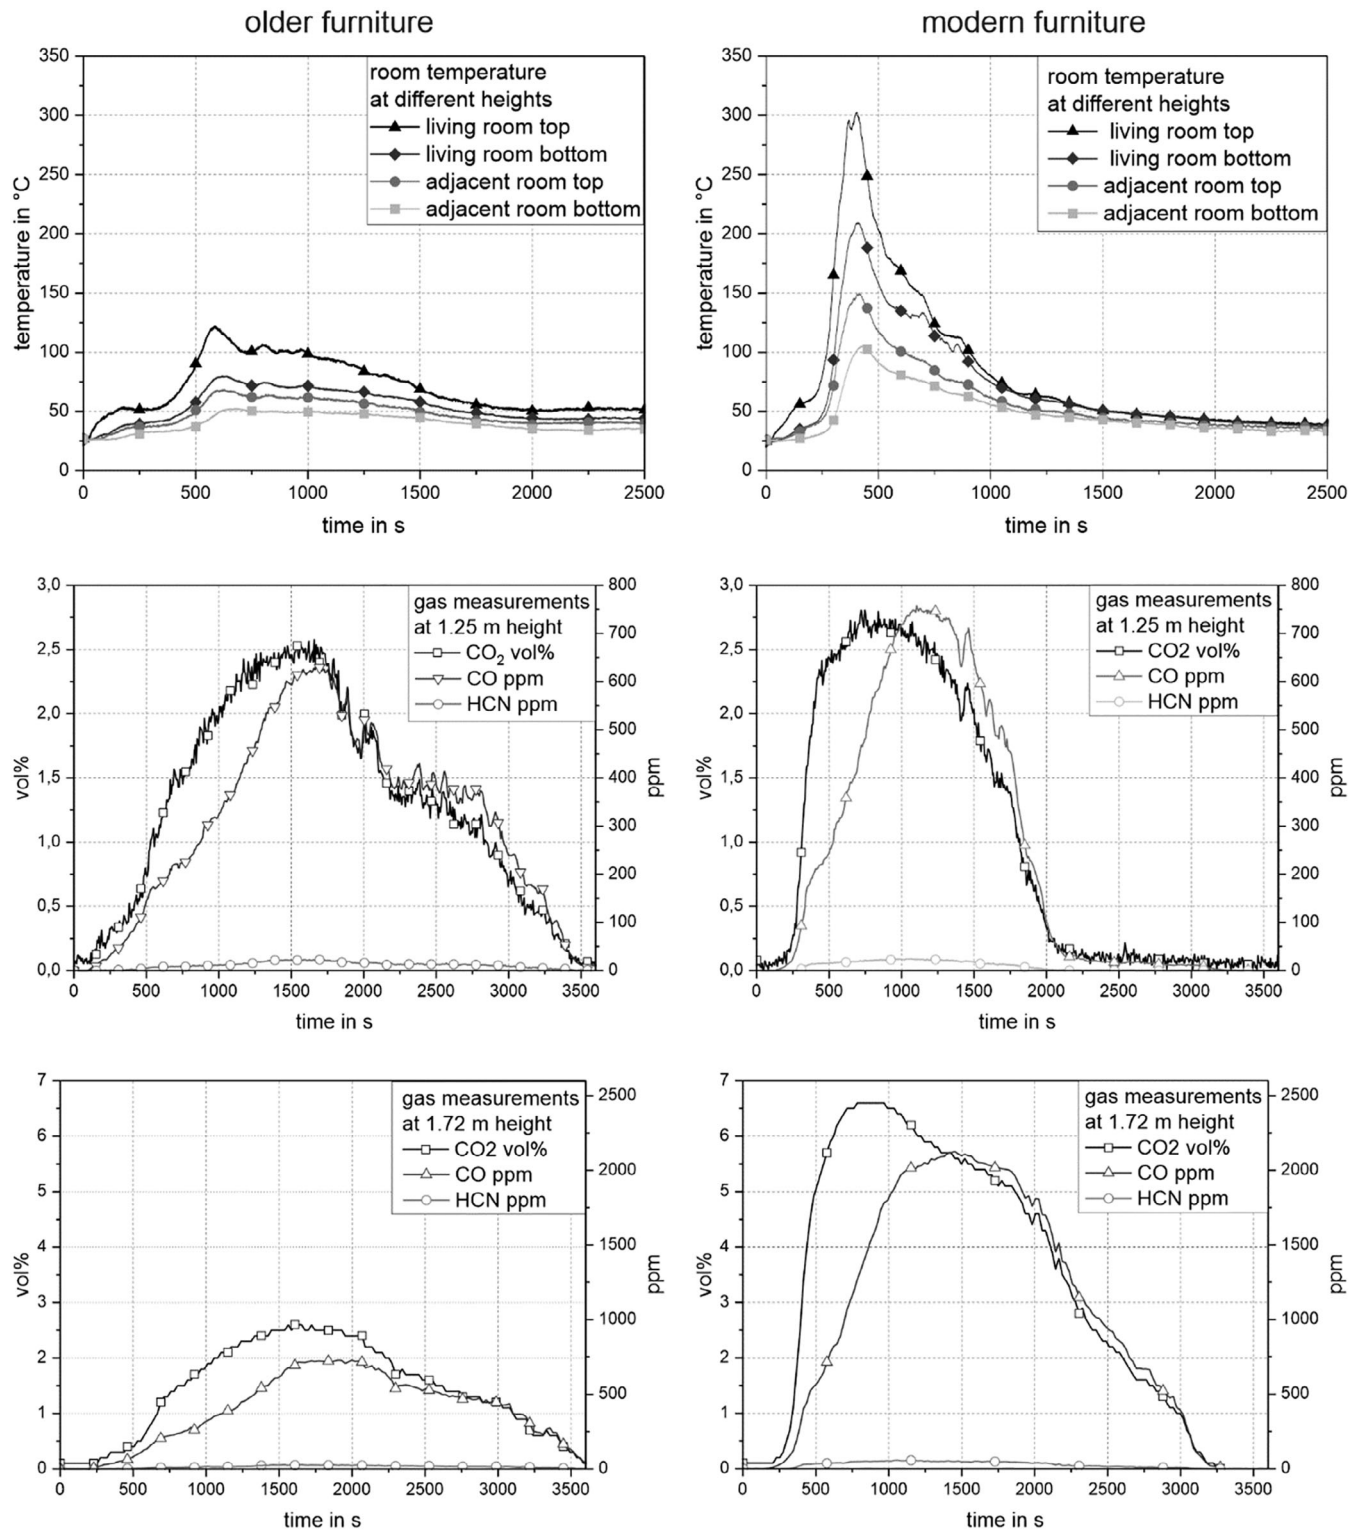 older furniture
modern furniture
350
300
250
200
150
100
50
0
temperature in °C
room temperature
at different heights
living room top
living room bottom
adjacent room top
adjacent room bottom
0 500 1000 1500 2000 2500
time in s
350
300
250
200
150
100
50
0
temperature in °C
room temperature
at different heights
living room top
living room bottom
adjacent room top
adjacent room bottom
0 500 1000 1500 2000 2500
time in s
3,0
2,5
2,0
1,5
1,0
0,5
0,0
vol%
gas measurements
at 1.25 m height
CO2 vol%
CO ppm
HCN ppm
800
700
600
500
400
300
200
100
0
ppm
0 500 1000 1500 2000 2500 3000 3500
time in s
3,0
2,5
2,0
1,5
1,0
0,5
0,0
vol%
gas measurements
at 1.25 m height
CO2 vol%
CO ppm
HCN ppm
800
700
600
500
400
300
200
100
0
ppm
0 500 1000 1500 2000 2500 3000 3500
time in s
7
6
5
4
3
2
1
0
vol%
gas measurements
at 1.72 m height
CO2 vol%
CO ppm
HCN ppm
2500
2000
1500
1000
500
0
ppm
0 500 1000 1500 2000 2500 3000 3500
time in s
7
6
5
4
3
2
1
0
vol%
gas measurements
at 1.72 m height
CO2 vol%
CO ppm
HCN ppm
2500
2000
1500
1000
500
0
ppm
0 500 1000 1500 2000 2500 3000 3500
time in s